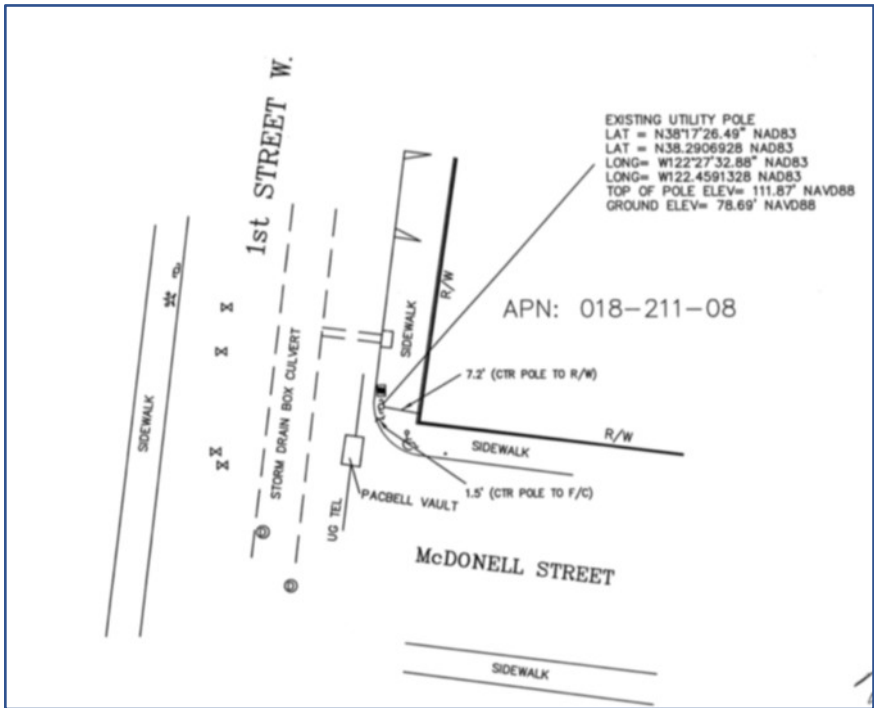 1st STREET W.
EXISTING UTILITY POLE
LAT = N38°17'26.49" NAD83
LAT = N38.2906928 NAD83
LONG= W122°27'32.88" NAD83
LONG= W122.4591328 NAD83
TOP OF POLE ELEV= 111.87' NAVD88
GROUND ELEV= 78.69' NAVD88
R/W
APN: 018-211-08
SIDEWALK
7.2' (CTR POLE TO R/W)
SIDEWALK
STORM DRAIN BOX CULVERT
R/W
SIDEWALK
1.5' (CTR POLE TO F/C)
PACBELL VAULT
UG TEL
McDONELL STREET
SIDEWALK